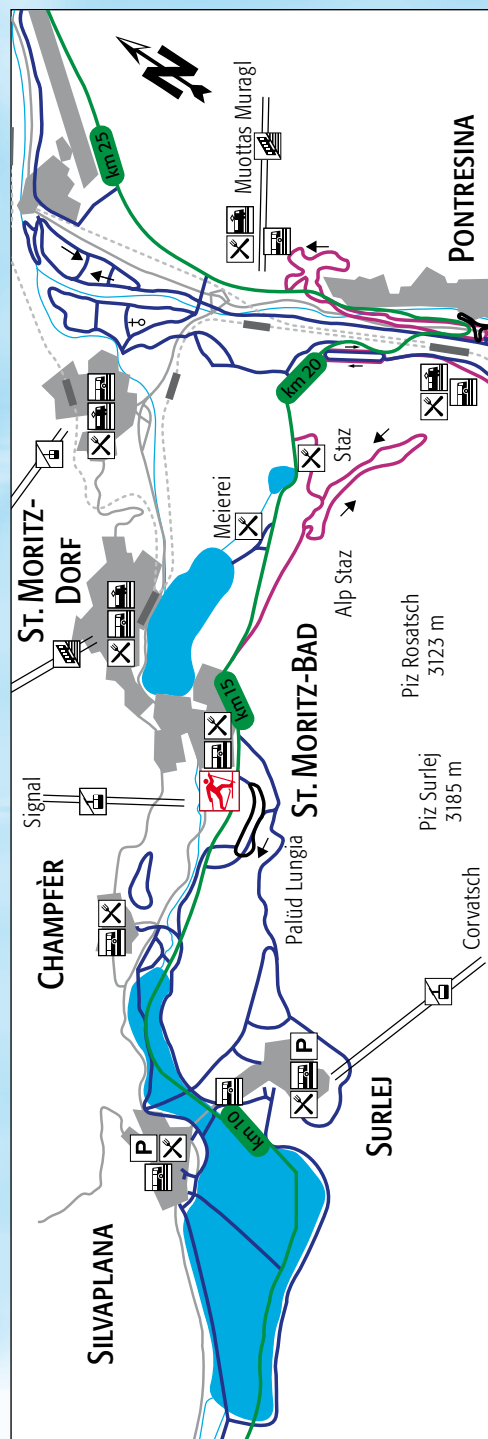 SILVAPLANA
P
km 10
SURLEJ
P
CHAMPFÈR
Signal
Corvatsch
Palüd Lungia
Piz Surlej
3185 m
ST. MORITZ-BAD
km 15
Piz Rosatsch
3123 m
ST. MORITZ-
DORF
Meierei
Alp Staz
Staz
km 20
PONTRESINA
Muottas Muragl
km 25
N